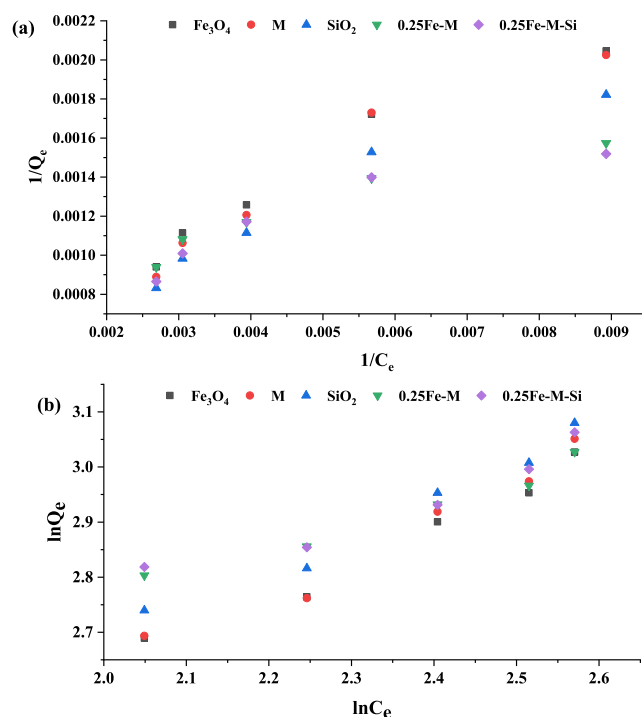 (a)
Fe₃O₄ M SiO₂ 0.25Fe-M 0.25Fe-M-Si
0.0022
0.0020
0.0018
0.0016
0.0014
0.0012
0.0010
0.0008
1/Qe
0.002 0.003 0.004 0.005 0.006 0.007 0.008 0.009
1/Ce
(b)
Fe₃O₄ M SiO₂ 0.25Fe-M 0.25Fe-M-Si
3.1
3.0
2.9
2.8
2.7
lnQe
2.0 2.1 2.2 2.3 2.4 2.5 2.6
lnCe